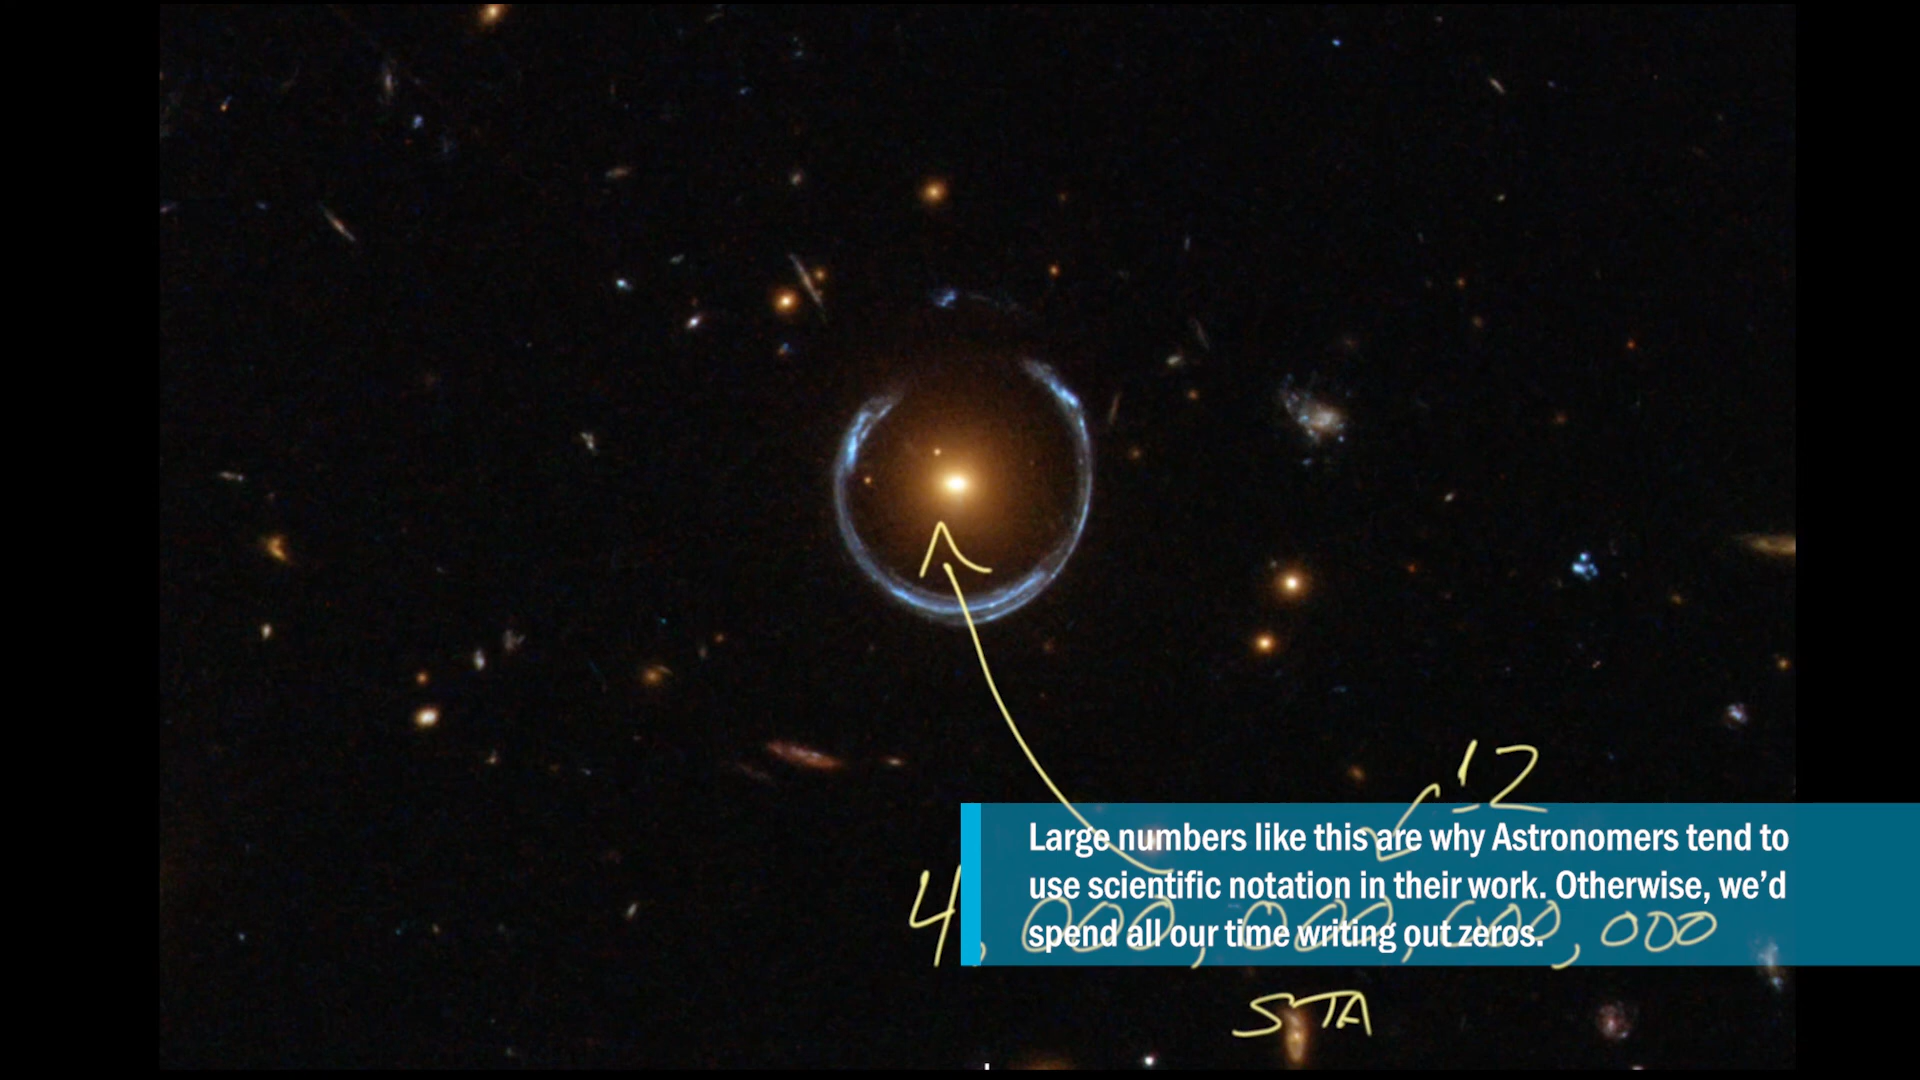 12
Large numbers like this are why Astronomers tend to
use scientific notation in their work. Otherwise, we’d
spend all our time writing out zeros.
4,000,000,000,000
STA